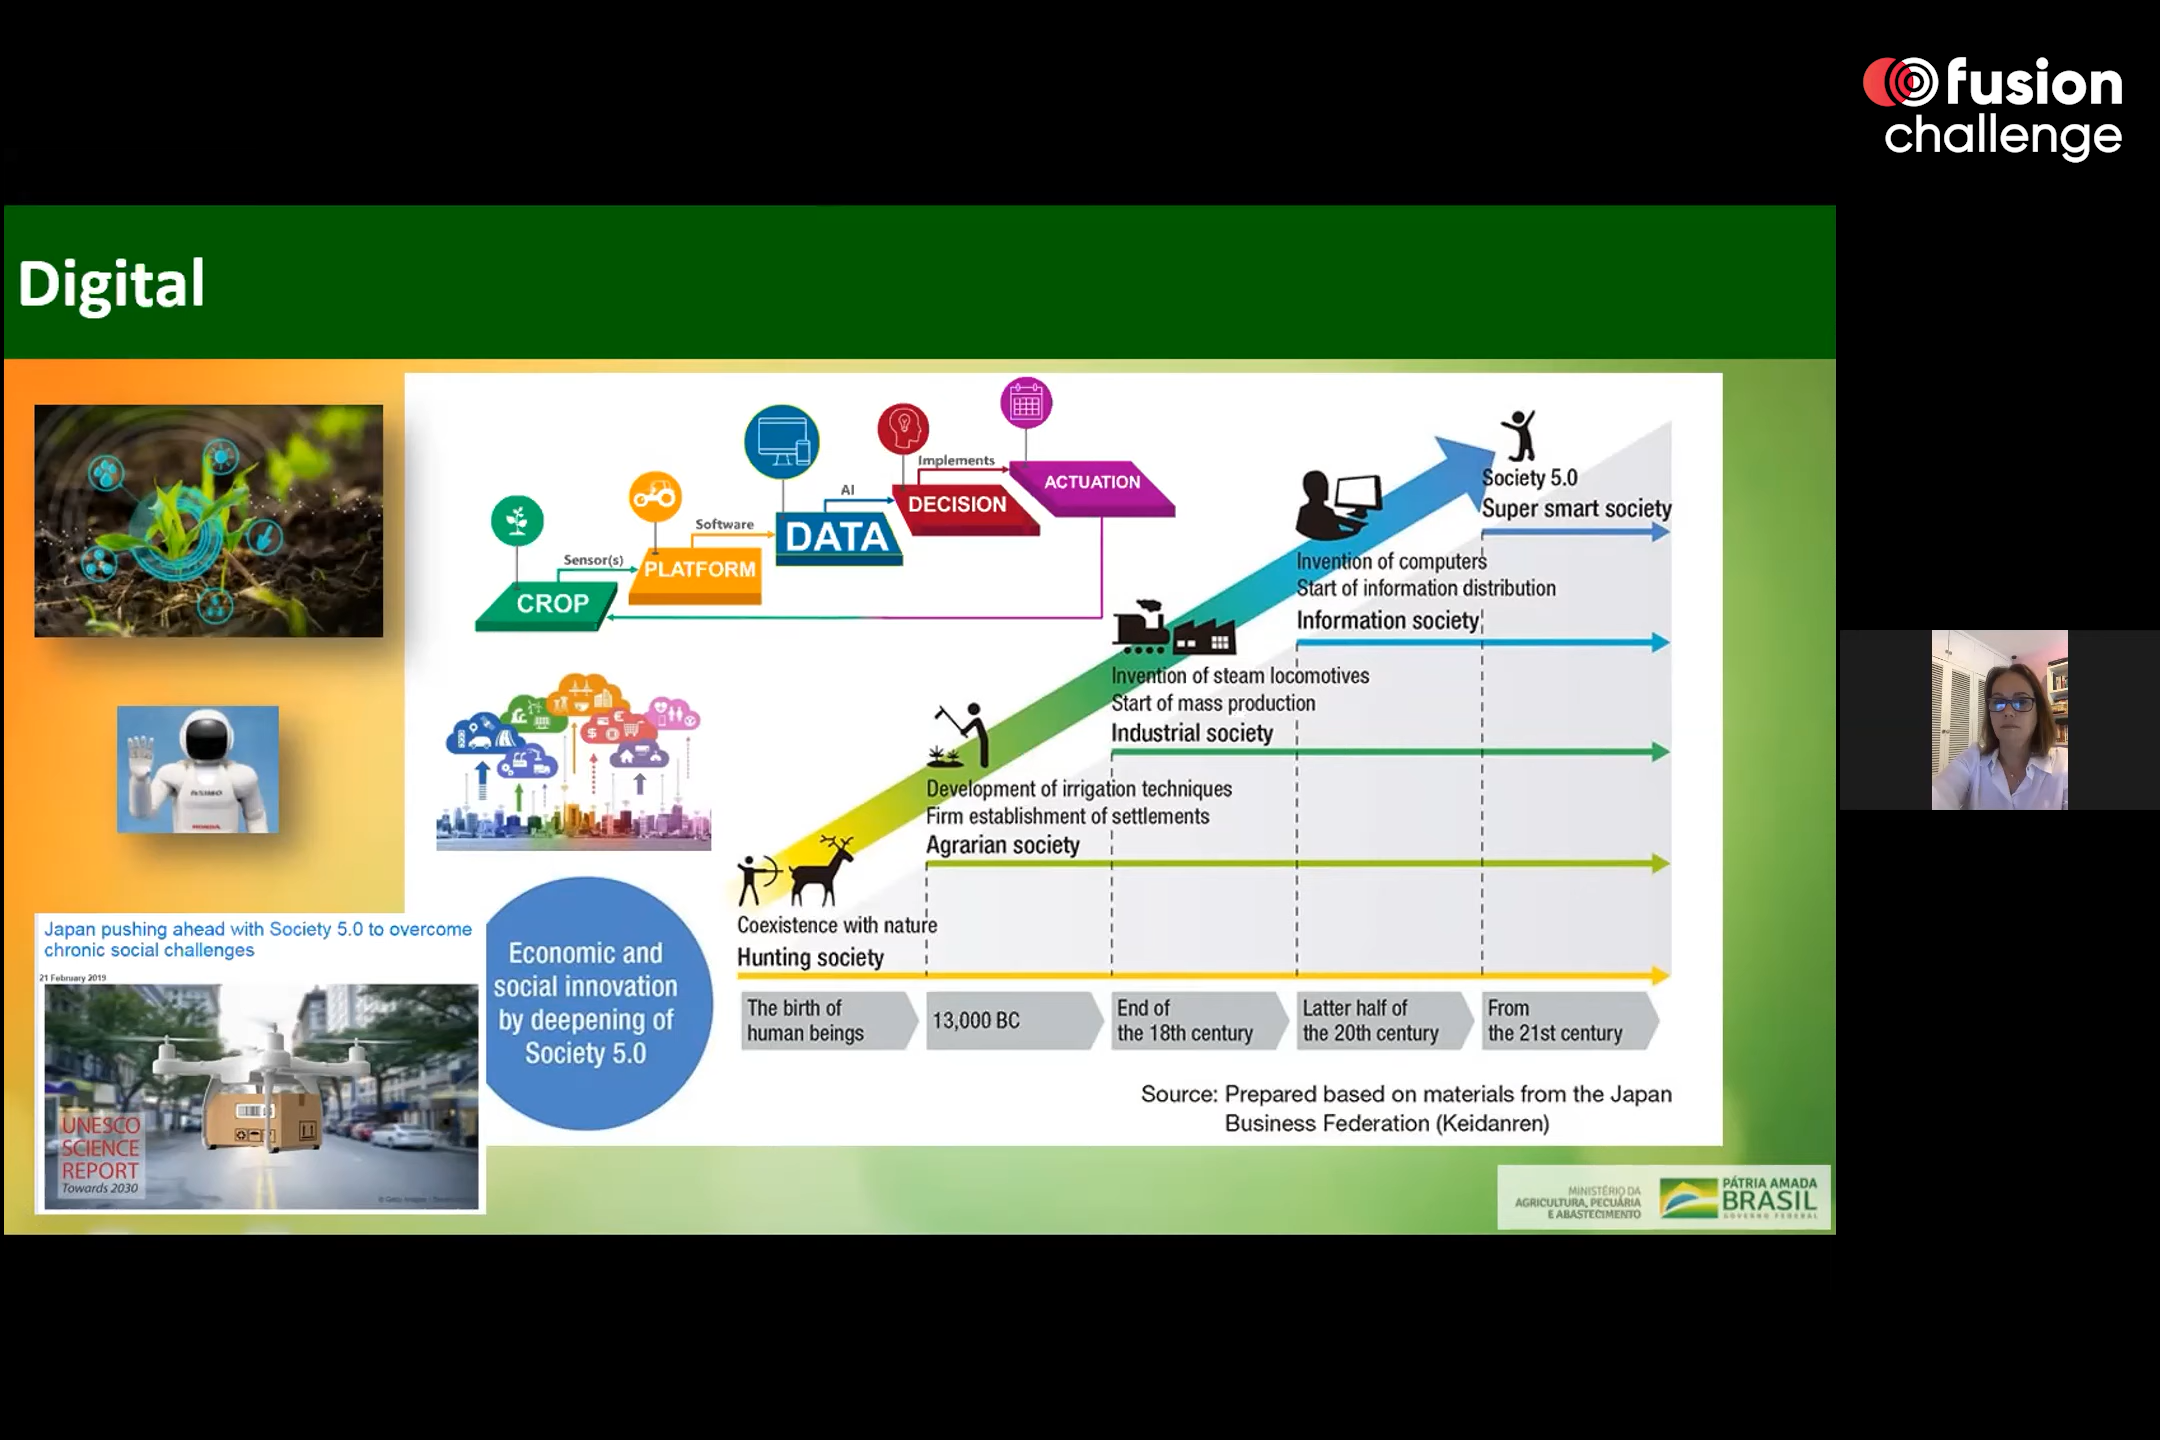 fusion
challenge
Digital
CROP
Sensor(s)
PLATFORM
Software
DATA
AI
DECISION
Implements
ACTUATION
Society 5.0
Super smart society
Invention of computers
Start of information distribution
Information society
Invention of steam locomotives
Start of mass production
Industrial society
Development of irrigation techniques
Firm establishment of settlements
Agrarian society
Coexistence with nature
Hunting society
The birth of
human beings
13,000 BC
End of
the 18th century
Latter half of
the 20th century
From
the 21st century
Economic and
social innovation
by deepening of
Society 5.0
Source: Prepared based on materials from the Japan
Business Federation (Keidanren)
HONDA
Japan pushing ahead with Society 5.0 to overcome
chronic social challenges
21 February 2019
UNESCO
SCIENCE
REPORT
Towards 2030
MINISTÉRIO DA
AGRICULTURA, PECUÁRIA
E ABASTECIMENTO
PÁTRIA AMADA
BRASIL
GOVERNO FEDERAL